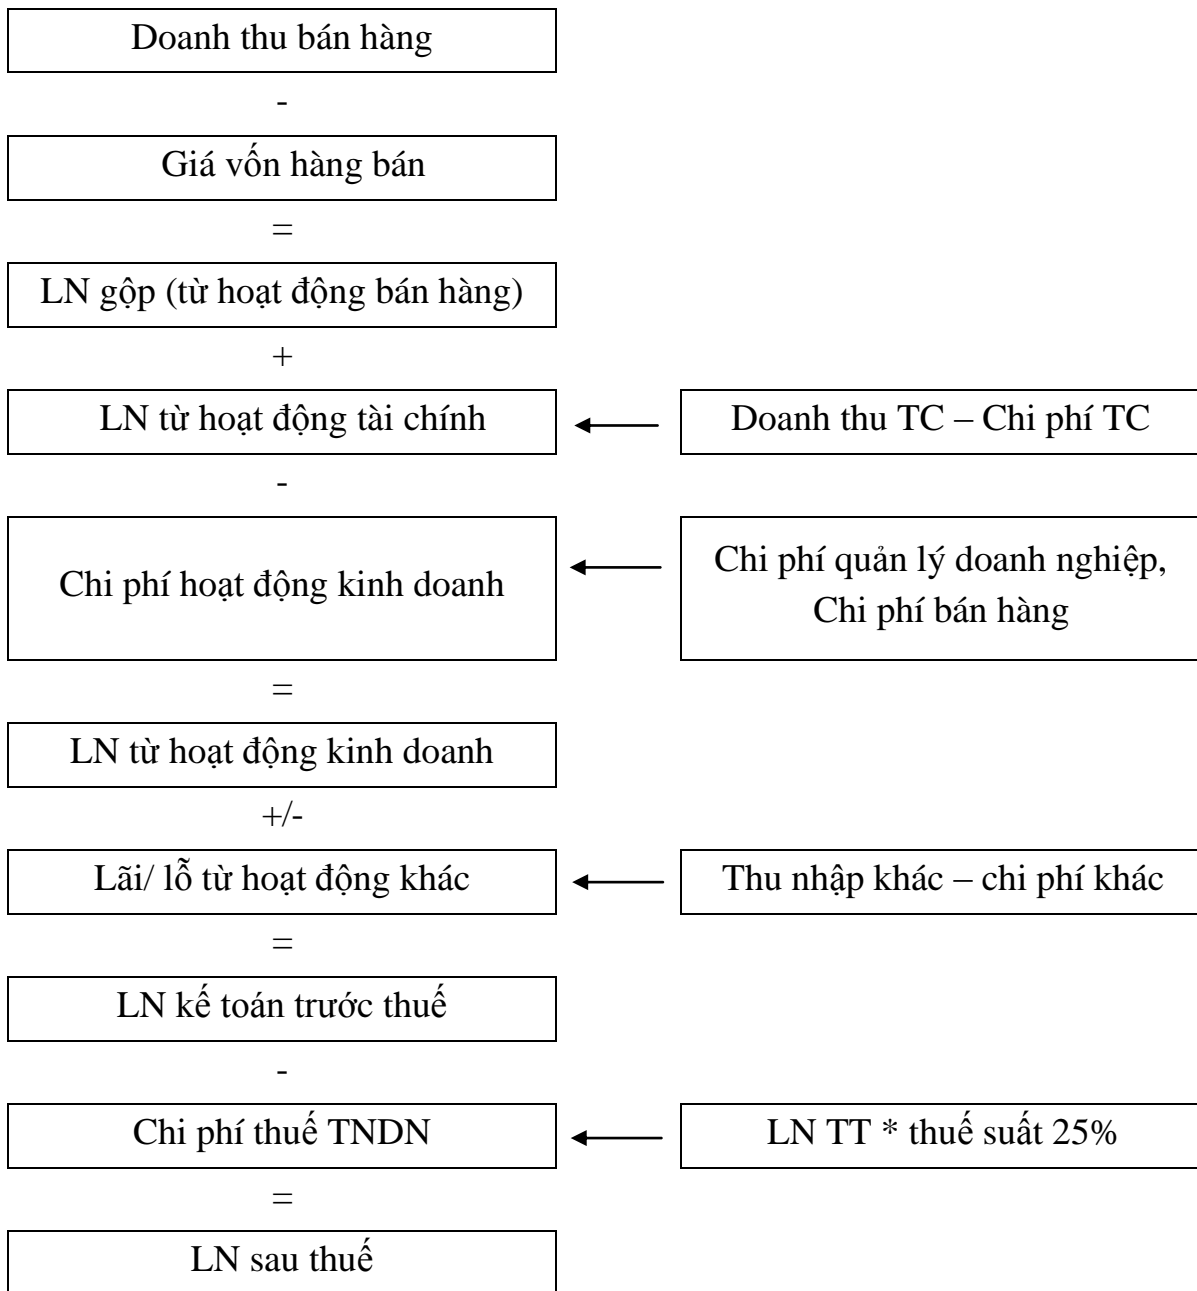 Doanh thu bán hàng
-
Giá vốn hàng bán
=
LN gộp (từ hoạt động bán hàng)
+
LN từ hoạt động tài chính
Doanh thu TC – Chi phí TC
-
Chi phí hoạt động kinh doanh
Chi phí quản lý doanh nghiệp,
Chi phí bán hàng
=
LN từ hoạt động kinh doanh
+/-
Lãi/ lỗ từ hoạt động khác
Thu nhập khác – chi phí khác
=
LN kế toán trước thuế
-
Chi phí thuế TNDN
LN TT * thuế suất 25%
=
LN sau thuế